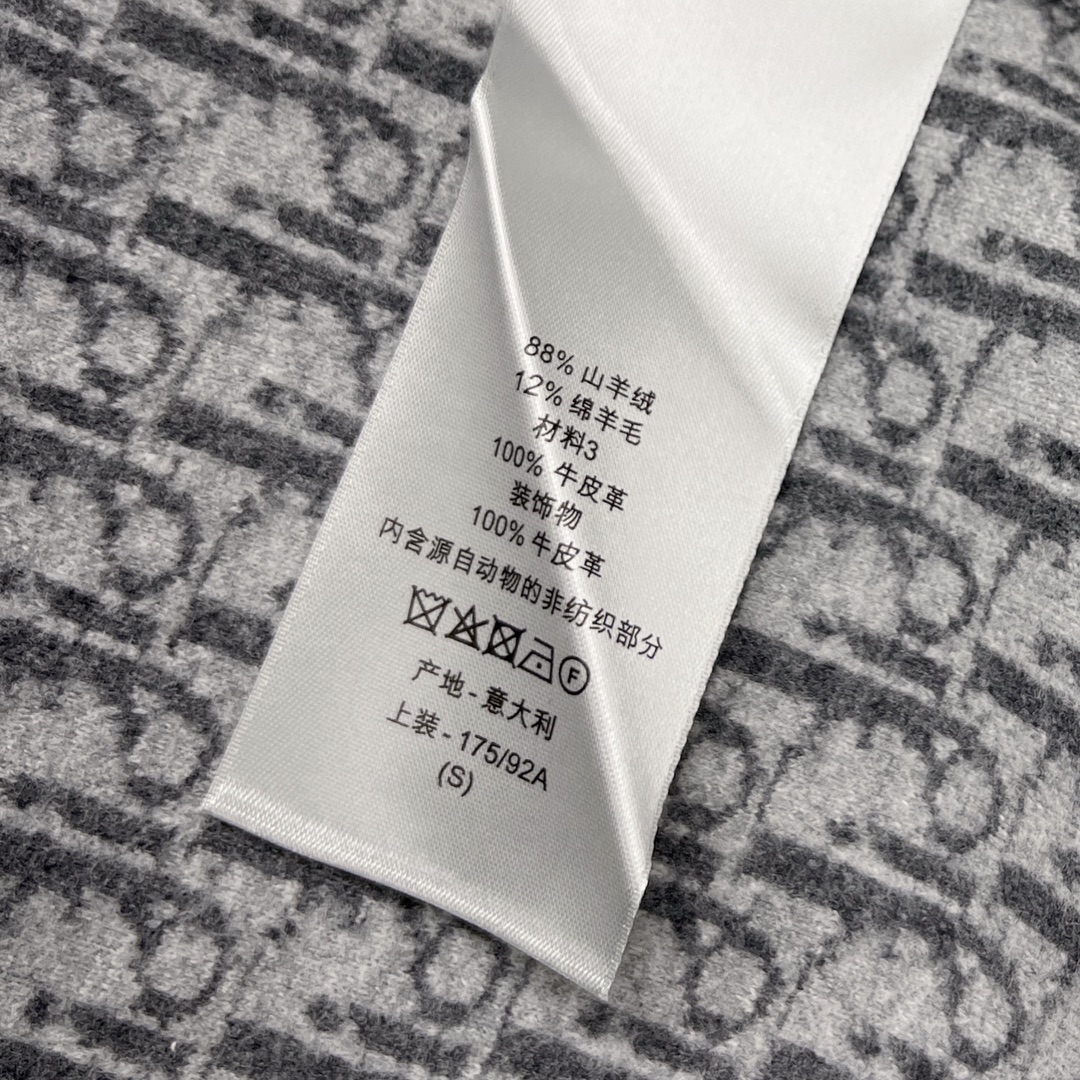 88% 山羊绒
12% 绵羊毛
材料3
100% 牛皮革
装饰物
100% 牛皮革
内含源自动物的非纺织部分
F
产地 - 意大利
上装 - 175/92A
(S)